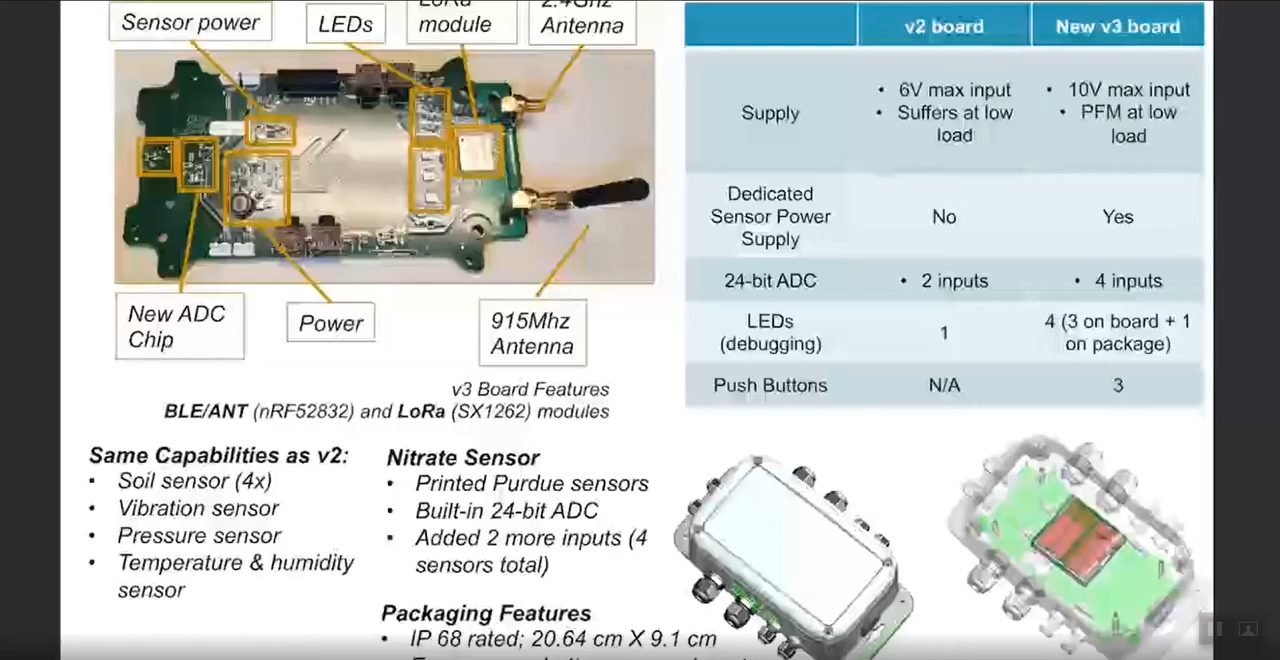 Sensor power
LEDs
LoRa
module
2.4Ghz
Antenna
New ADC
Chip
Power
915Mhz
Antenna
v3 Board Features
BLE/ANT (nRF52832) and LoRa (SX1262) modules
Same Capabilities as v2:
• Soil sensor (4x)
• Vibration sensor
• Pressure sensor
• Temperature & humidity
sensor
Nitrate Sensor
• Printed Purdue sensors
• Built-in 24-bit ADC
• Added 2 more inputs (4
sensors total)
Packaging Features
• IP 68 rated; 20.64 cm X 9.1 cm
v2 board
New v3 board
Supply
• 6V max input
• Suffers at low
load
• 10V max input
• PFM at low
load
Dedicated
Sensor Power
Supply
No
Yes
24-bit ADC
• 2 inputs
• 4 inputs
LEDs
(debugging)
1
4 (3 on board + 1
on package)
Push Buttons
N/A
3